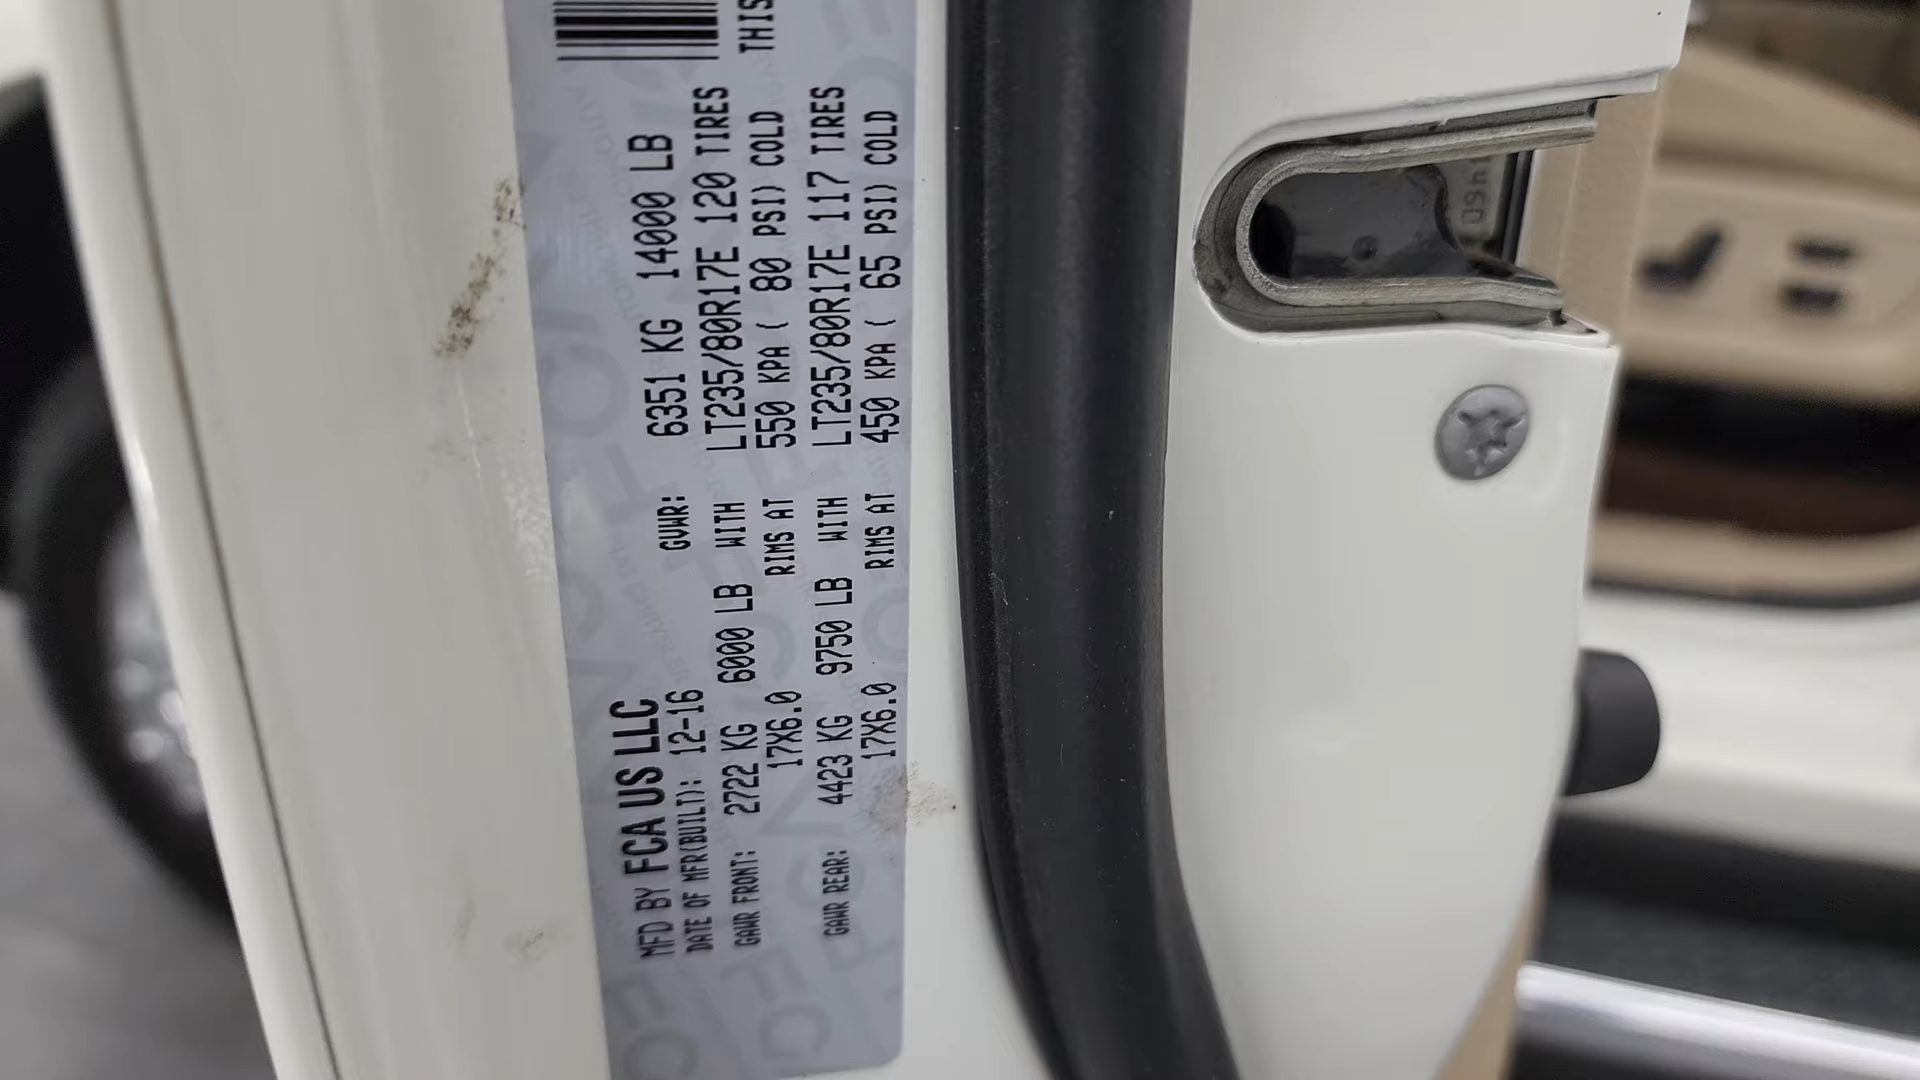 MFD BY FCA US LLC
DATE OF MFR(BUILT): 12-16 GVWR: 6351 KG 14000 LB
GAWR FRONT: 2722 KG 6000 LB WITH LT235/80R17E 120 TIRES
17X6.0 RIMS AT 550 KPA ( 80 PSI) COLD
GAWR REAR: 4423 KG 9750 LB WITH LT235/80R17E 117 TIRES
17X6.0 RIMS AT 450 KPA ( 65 PSI) COLD
THIS